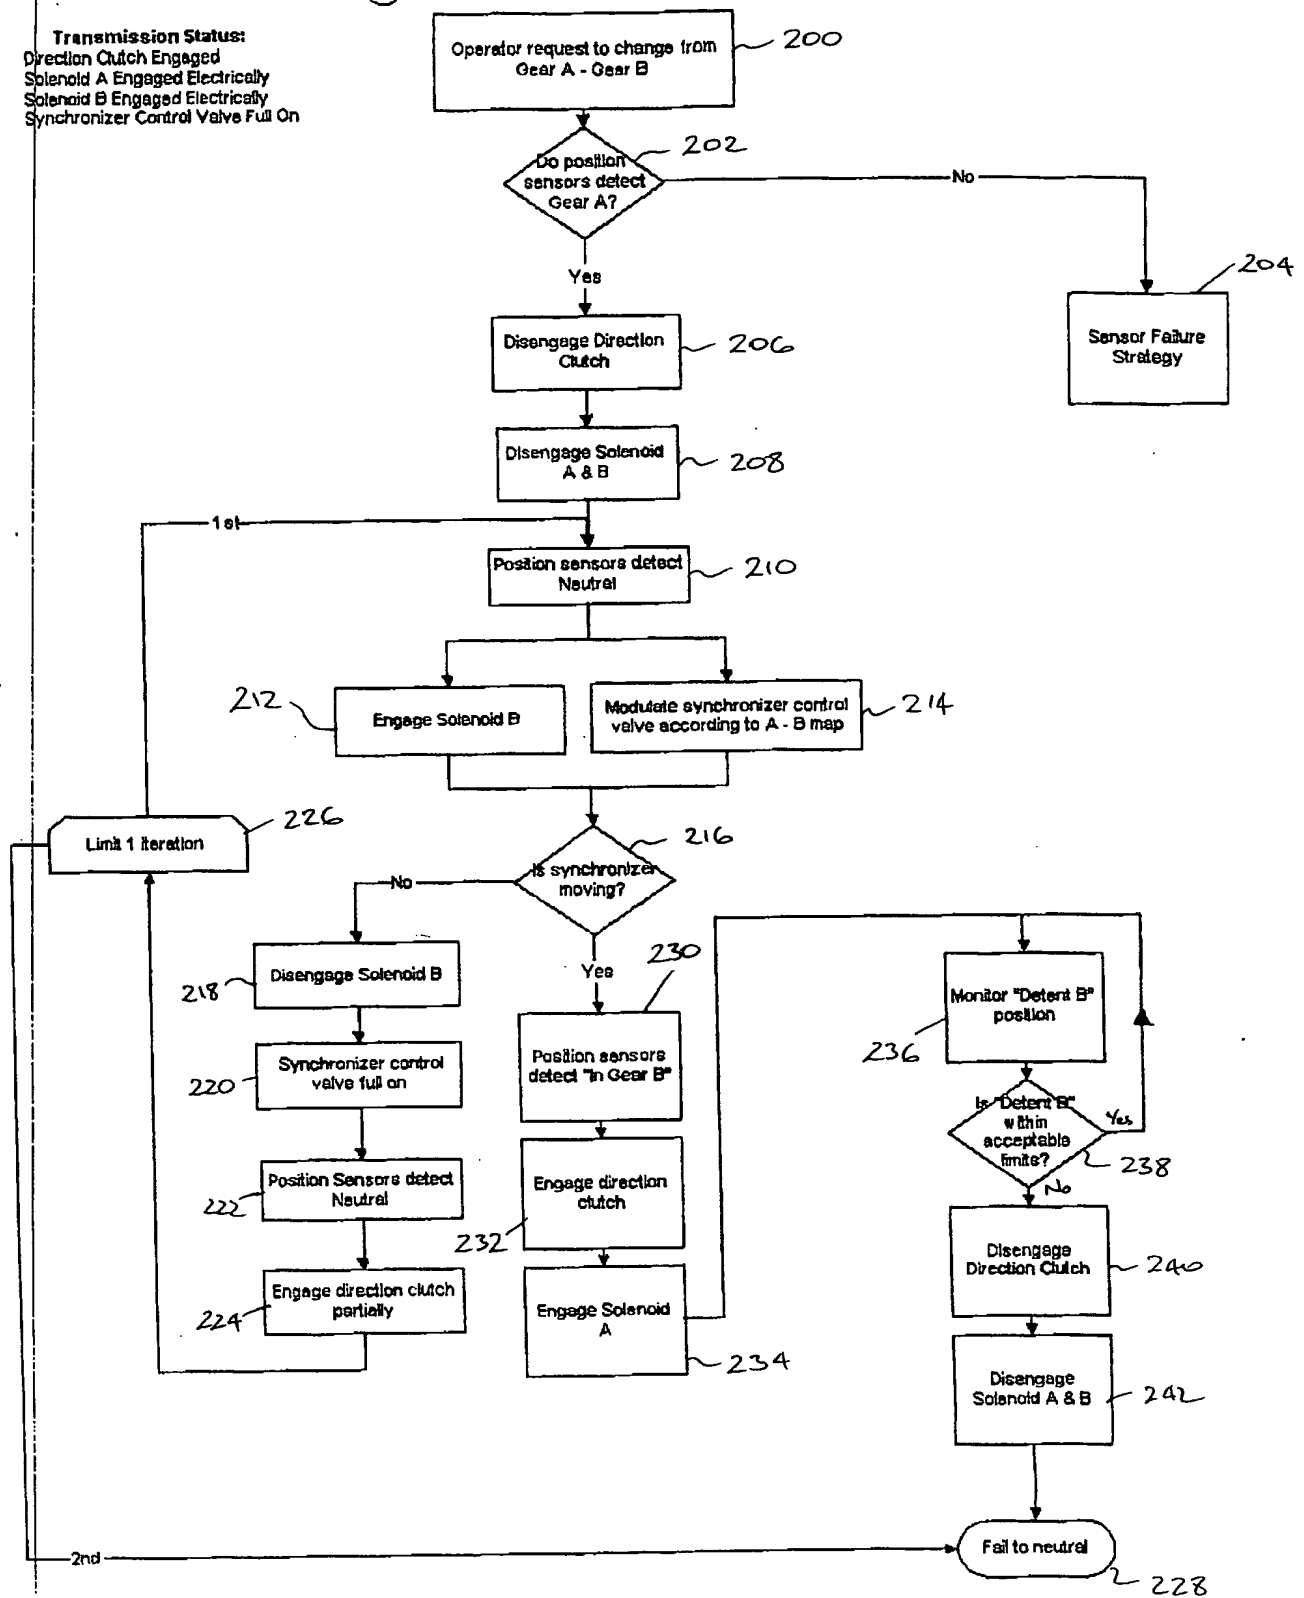 Transmission Status:
Direction Clutch Engaged
Solenoid A Engaged Electrically
Solenoid B Engaged Electrically
Synchronizer Control Valve Full On
Operator request to change from
Gear A - Gear B
200
Do position
sensors detect
Gear A?
202
No
Yes
204
Sensor Failure
Strategy
Disengage Direction
Clutch
206
Disengage Solenoid
A & B
208
1st
Position sensors detect
Neutral
210
212
Engage Solenoid B
Modulate synchronizer control
valve according to A - B map
214
Limit 1 iteration
226
Is synchronizer
moving?
216
No
Yes
Disengage Solenoid B
218
Synchronizer control
valve full on
220
Position Sensors detect
Neutral
222
Engage direction clutch
partially
224
230
Position sensors
detect "In Gear B"
Engage direction
clutch
232
Engage Solenoid
A
234
Monitor "Detent B"
position
236
Is "Detent B"
within
acceptable
limits?
Yes
238
No
Disengage
Direction Clutch
240
Disengage
Solenoid A & B
242
2nd
Fail to neutral
228